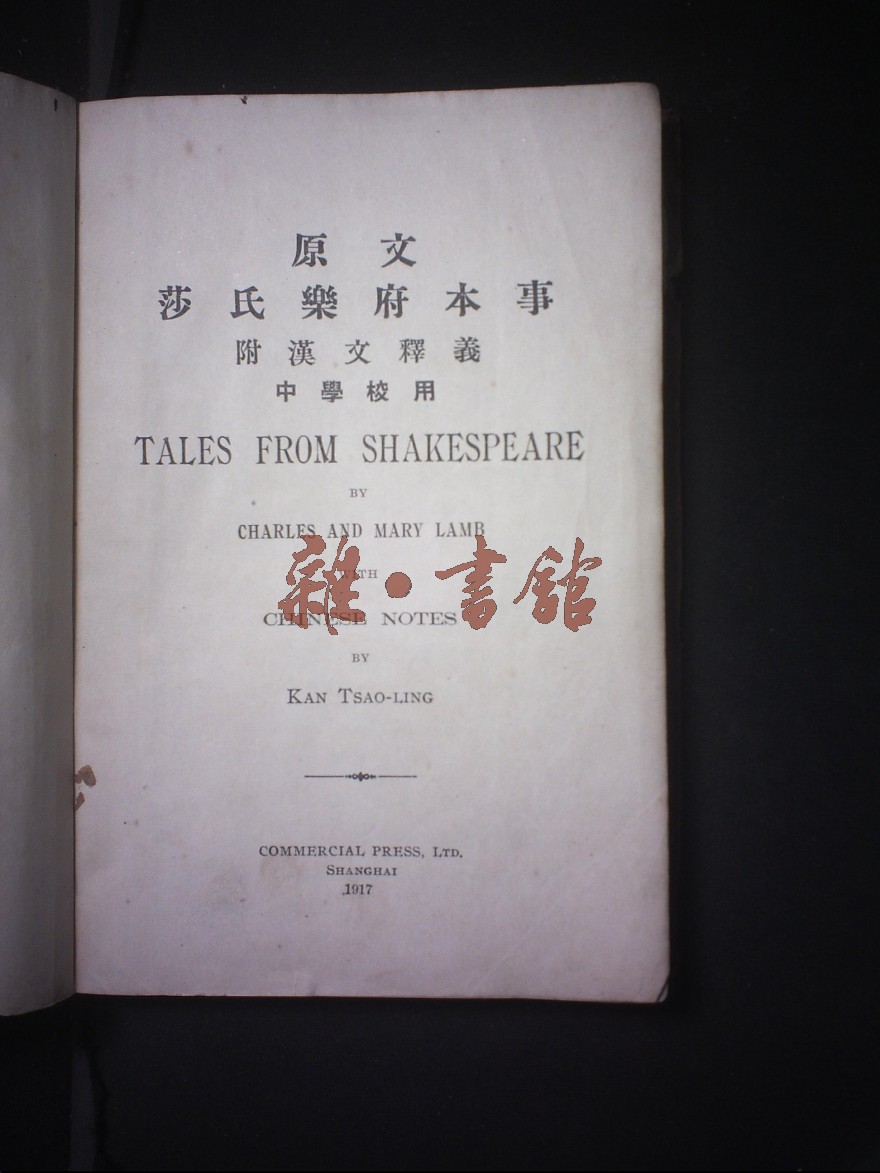 原文
莎氏樂府本事
附漢文釋義
中學校用
TALES FROM SHAKESPEARE
BY
CHARLES AND MARY LAMB
WITH
CHINESE NOTES
BY
KAN TSAO-LING
雜·書館
COMMERCIAL PRESS, LTD.
SHANGHAI
1917